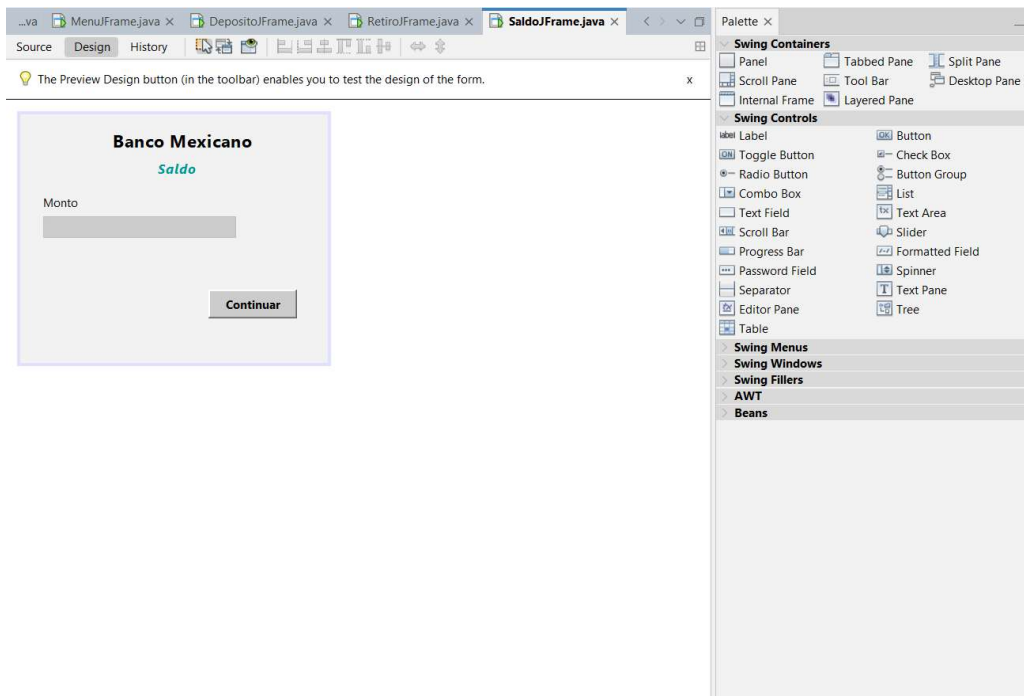 ...va MenuJFrame.java × DepositoJFrame.java × RetiroJFrame.java × SaldoJFrame.java ×
Source Design History
The Preview Design button (in the toolbar) enables you to test the design of the form. x
Banco Mexicano
Saldo
Monto
Continuar
Palette ×
Swing Containers
Panel Tabbed Pane Split Pane
Scroll Pane Tool Bar Desktop Pane
Internal Frame Layered Pane
Swing Controls
label Label OK Button
ON Toggle Button Check Box
Radio Button Button Group
Combo Box List
Text Field Text Area
Scroll Bar Slider
Progress Bar Formatted Field
Password Field Spinner
Separator T Text Pane
Editor Pane Tree
Table
Swing Menus
Swing Windows
Swing Fillers
AWT
Beans